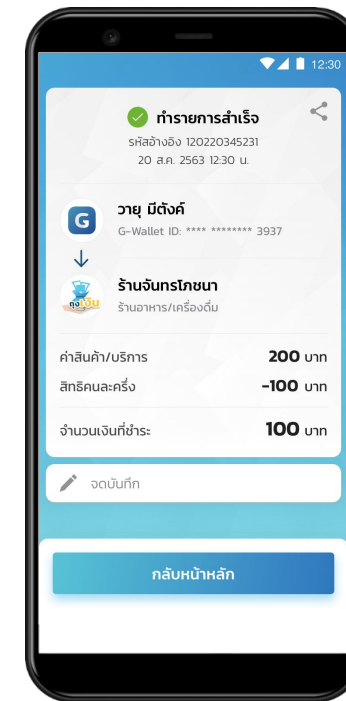 12:30
ทำรายการสำเร็จ
รหัสอ้างอิง 120220345231
20 ส.ค. 2563 12:30 น.
G
วายุ มีตังค์
G-Wallet ID: **** ******** 3937
ถุงเงิน
ร้านจันทรโภชนา
ร้านอาหาร/เครื่องดื่ม
ค่าสินค้า/บริการ 200 บาท
สิทธิคนละครึ่ง -100 บาท
จำนวนเงินที่ชำระ 100 บาท
จดบันทึก
กลับหน้าหลัก